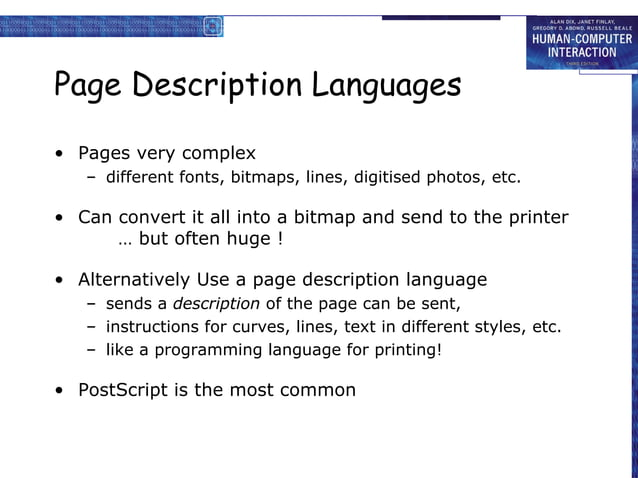 ALAN DIX, JANET FINLAY,
GREGORY D. ABOWD, RUSSELL BEALE
HUMAN-COMPUTER
INTERACTION
THIRD EDITION
Page Description Languages
• Pages very complex
– different fonts, bitmaps, lines, digitised photos, etc.
• Can convert it all into a bitmap and send to the printer
… but often huge !
• Alternatively Use a page description language
– sends a description of the page can be sent,
– instructions for curves, lines, text in different styles, etc.
– like a programming language for printing!
• PostScript is the most common